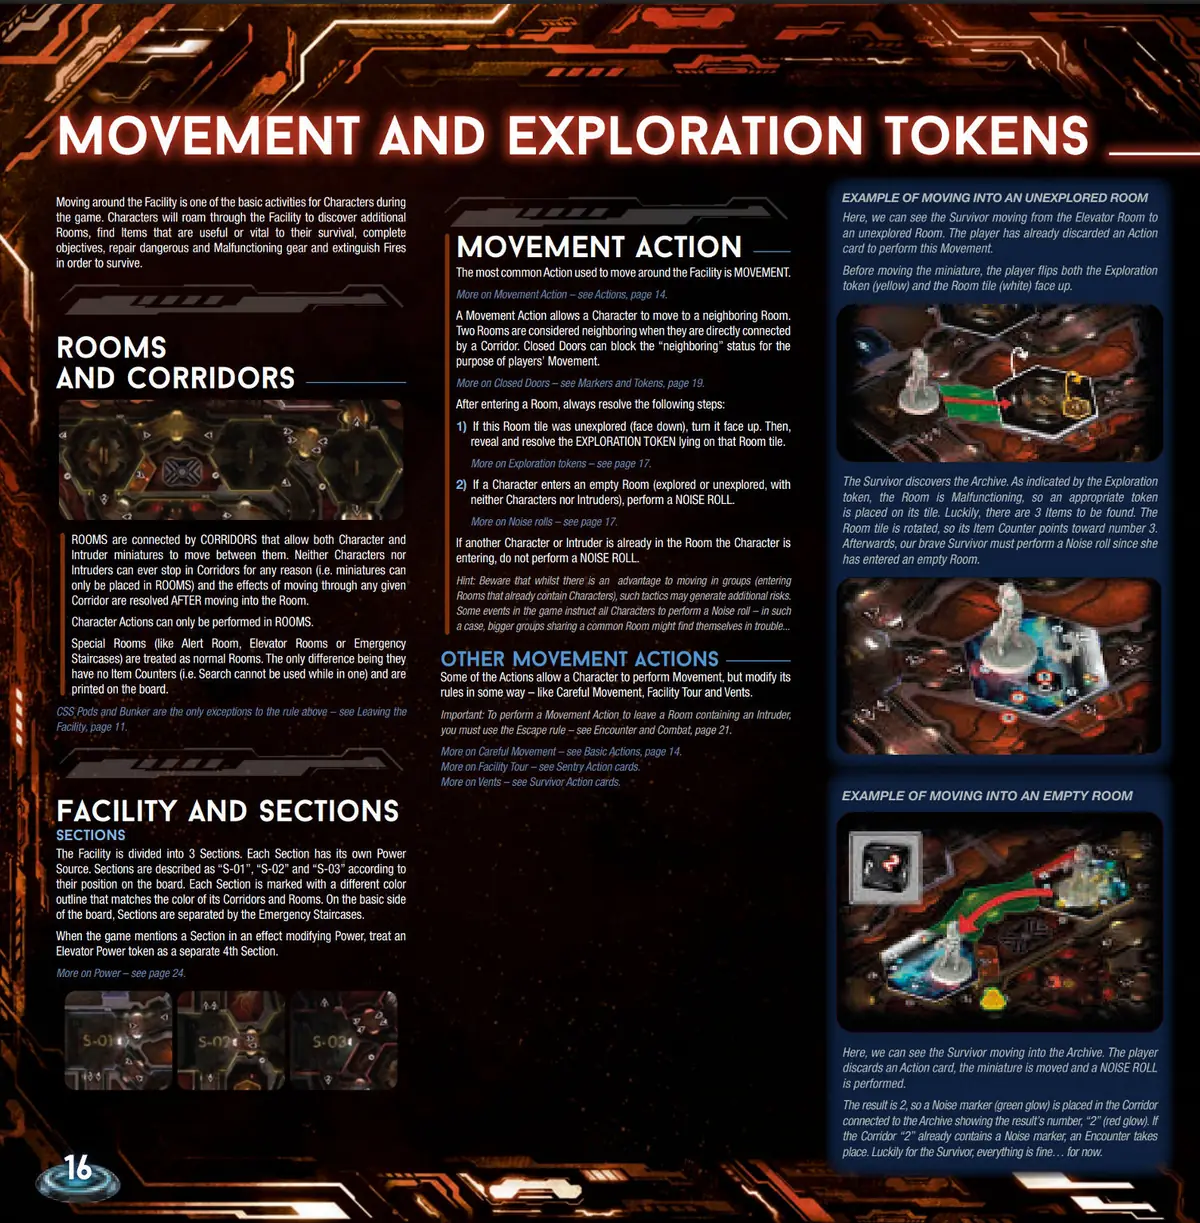 MOVEMENT AND EXPLORATION TOKENS
Moving around the Facility is one of the basic activities for Characters during
the game. Characters will roam through the Facility to discover additional
Rooms, find Items that are useful or vital to their survival, complete
objectives, repair dangerous and Malfunctioning gear and extinguish Fires
in order to survive.
ROOMS
AND CORRIDORS
ROOMS are connected by CORRIDORS that allow both Character and
Intruder miniatures to move between them. Neither Characters nor
Intruders can ever stop in Corridors for any reason (i.e. miniatures can
only be placed in ROOMS) and the effects of moving through any given
Corridor are resolved AFTER moving into the Room.
Character Actions can only be performed in ROOMS.
Special Rooms (like Alert Room, Elevator Rooms or Emergency
Staircases) are treated as normal Rooms. The only difference being they
have no Item Counters (i.e. Search cannot be used while in one) and are
printed on the board.
CSS Pods and Bunker are the only exceptions to the rule above – see Leaving the
Facility, page 11.
FACILITY AND SECTIONS
SECTIONS
The Facility is divided into 3 Sections. Each Section has its own Power
Source. Sections are described as “S-01”, “S-02” and “S-03” according to
their position on the board. Each Section is marked with a different color
outline that matches the color of its Corridors and Rooms. On the basic side
of the board, Sections are separated by the Emergency Staircases.
When the game mentions a Section in an effect modifying Power, treat an
Elevator Power token as a separate 4th Section.
More on Power – see page 24.
S-01
S-02
S-03
16
MOVEMENT ACTION
The most common Action used to move around the Facility is MOVEMENT.
More on Movement Action – see Actions, page 14.
A Movement Action allows a Character to move to a neighboring Room.
Two Rooms are considered neighboring when they are directly connected
by a Corridor. Closed Doors can block the “neighboring” status for the
purpose of players’ Movement.
More on Closed Doors – see Markers and Tokens, page 19.
After entering a Room, always resolve the following steps:
1) If this Room tile was unexplored (face down), turn it face up. Then,
reveal and resolve the EXPLORATION TOKEN lying on that Room tile.
More on Exploration tokens – see page 17.
2) If a Character enters an empty Room (explored or unexplored, with
neither Characters nor Intruders), perform a NOISE ROLL.
More on Noise rolls – see page 17.
If another Character or Intruder is already in the Room the Character is
entering, do not perform a NOISE ROLL.
Hint: Beware that whilst there is an advantage to moving in groups (entering
Rooms that already contain Characters), such tactics may generate additional risks.
Some events in the game instruct all Characters to perform a Noise roll – in such
a case, bigger groups sharing a common Room might find themselves in trouble...
OTHER MOVEMENT ACTIONS
Some of the Actions allow a Character to perform Movement, but modify its
rules in some way – like Careful Movement, Facility Tour and Vents.
Important: To perform a Movement Action to leave a Room containing an Intruder,
you must use the Escape rule – see Encounter and Combat, page 21.
More on Careful Movement – see Basic Actions, page 14.
More on Facility Tour – see Sentry Action cards.
More on Vents – see Survivor Action cards.
EXAMPLE OF MOVING INTO AN UNEXPLORED ROOM
Here, we can see the Survivor moving from the Elevator Room to
an unexplored Room. The player has already discarded an Action
card to perform this Movement.
Before moving the miniature, the player flips both the Exploration
token (yellow) and the Room tile (white) face up.
The Survivor discovers the Archive. As indicated by the Exploration
token, the Room is Malfunctioning, so an appropriate token
is placed on its tile. Luckily, there are 3 Items to be found. The
Room tile is rotated, so its Item Counter points toward number 3.
Afterwards, our brave Survivor must perform a Noise roll since she
has entered an empty Room.
EXAMPLE OF MOVING INTO AN EMPTY ROOM
2
Here, we can see the Survivor moving into the Archive. The player
discards an Action card, the miniature is moved and a NOISE ROLL
is performed.
The result is 2, so a Noise marker (green glow) is placed in the Corridor
connected to the Archive showing the result’s number, “2” (red glow). If
the Corridor “2” already contains a Noise marker, an Encounter takes
place. Luckily for the Survivor, everything is fine… for now.